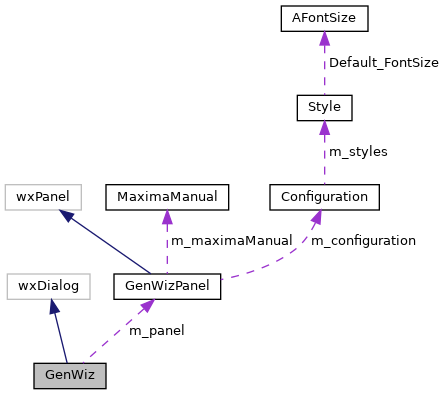 AFontSize
Default_FontSize
Style
m_styles
wxPanel
MaximaManual
Configuration
m_maximaManual
m_configuration
wxDialog
GenWizPanel
m_panel
GenWiz